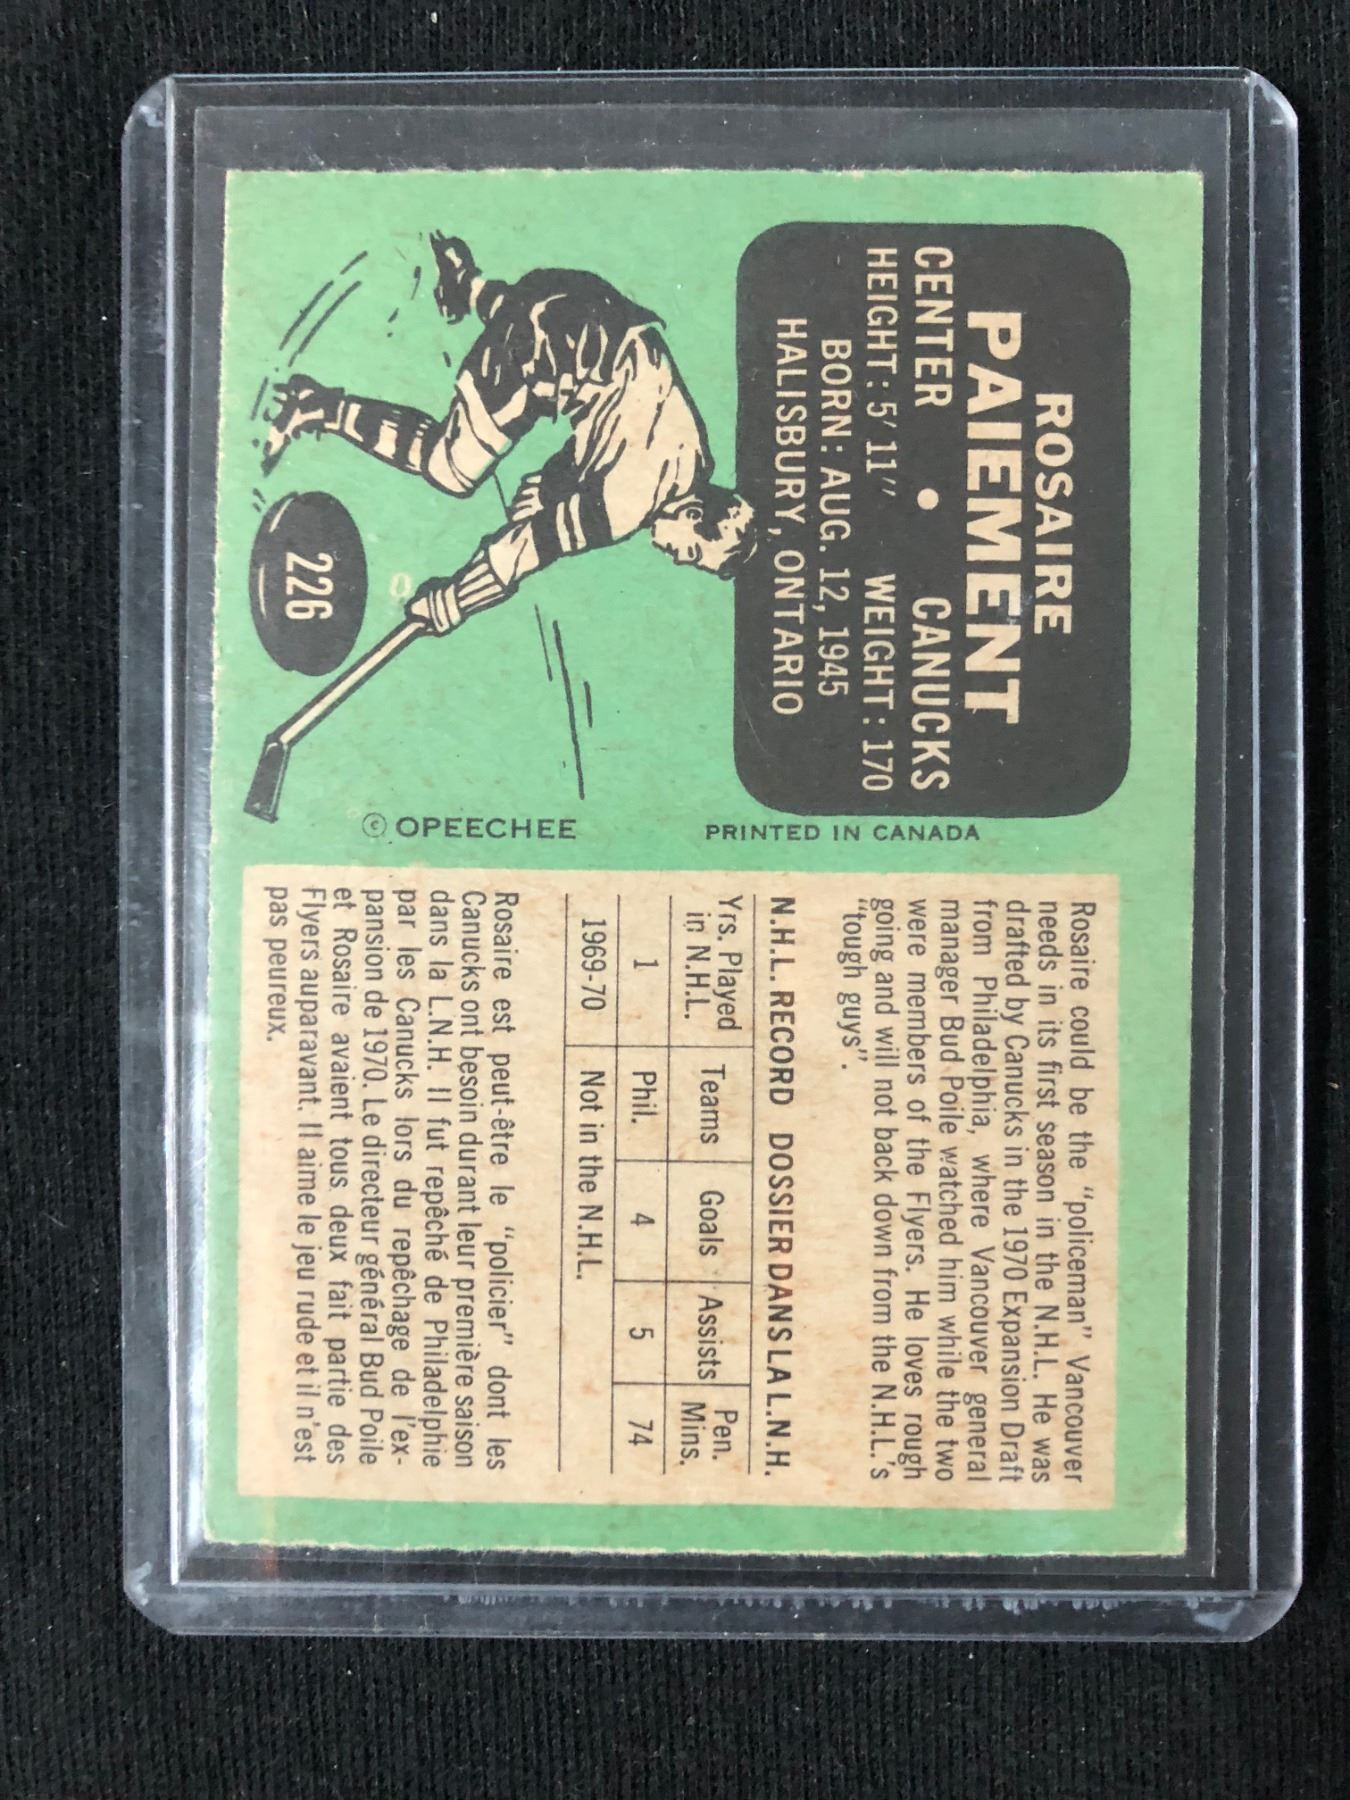 ROSAIRE
PAIEMENT
CENTER • CANUCKS
HEIGHT: 5' 11" WEIGHT: 170
BORN: AUG. 12, 1945
HALISBURY, ONTARIO
226
© OPEECHEE
PRINTED IN CANADA
Rosaire could be the "policeman" Vancouver
needs in its first season in the N.H.L. He was
drafted by Canucks in the 1970 Expansion Draft
from Philadelphia, where Vancouver general
manager Bud Poile watched him while the two
were members of the Flyers. He loves rough
going and will not back down from the N.H.L.'s
"tough guys".
N.H.L. RECORD DOSSIER DANS LA L.N.H.
Yrs. Played in N.H.L. Teams Goals Assists Pen. Mins.
1 Phil. 4 5 74
1969-70 Not in the N.H.L.
Rosaire est peut-être le "policier" dont les
Canucks ont besoin durant leur première saison
dans la L.N.H. Il fut repêché de Philadelphie
par les Canucks lors du repêchage de l'ex-
pansion de 1970. Le directeur général Bud Poile
et Rosaire avaient tous deux fait partie des
Flyers auparavant. Il aime le jeu rude et il n'est
pas peureux.